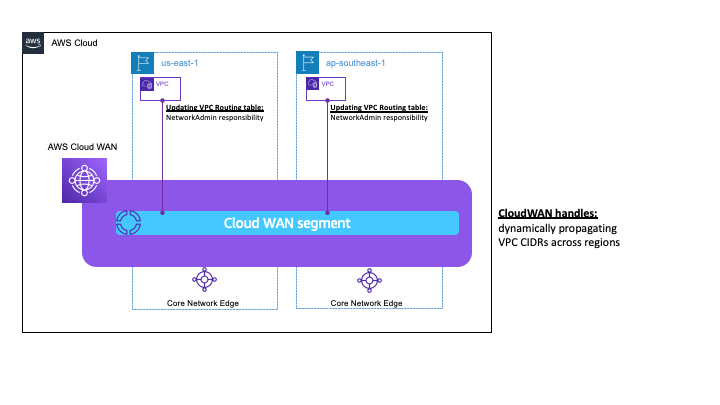 aws
AWS Cloud
us-east-1
ap-southeast-1
VPC
VPC
Updating VPC Routing table:
NetworkAdmin responsibility
Updating VPC Routing table:
NetworkAdmin responsibility
AWS Cloud WAN
Cloud WAN segment
CloudWAN handles:
dynamically propagating
VPC CIDRs across regions
Core Network Edge
Core Network Edge